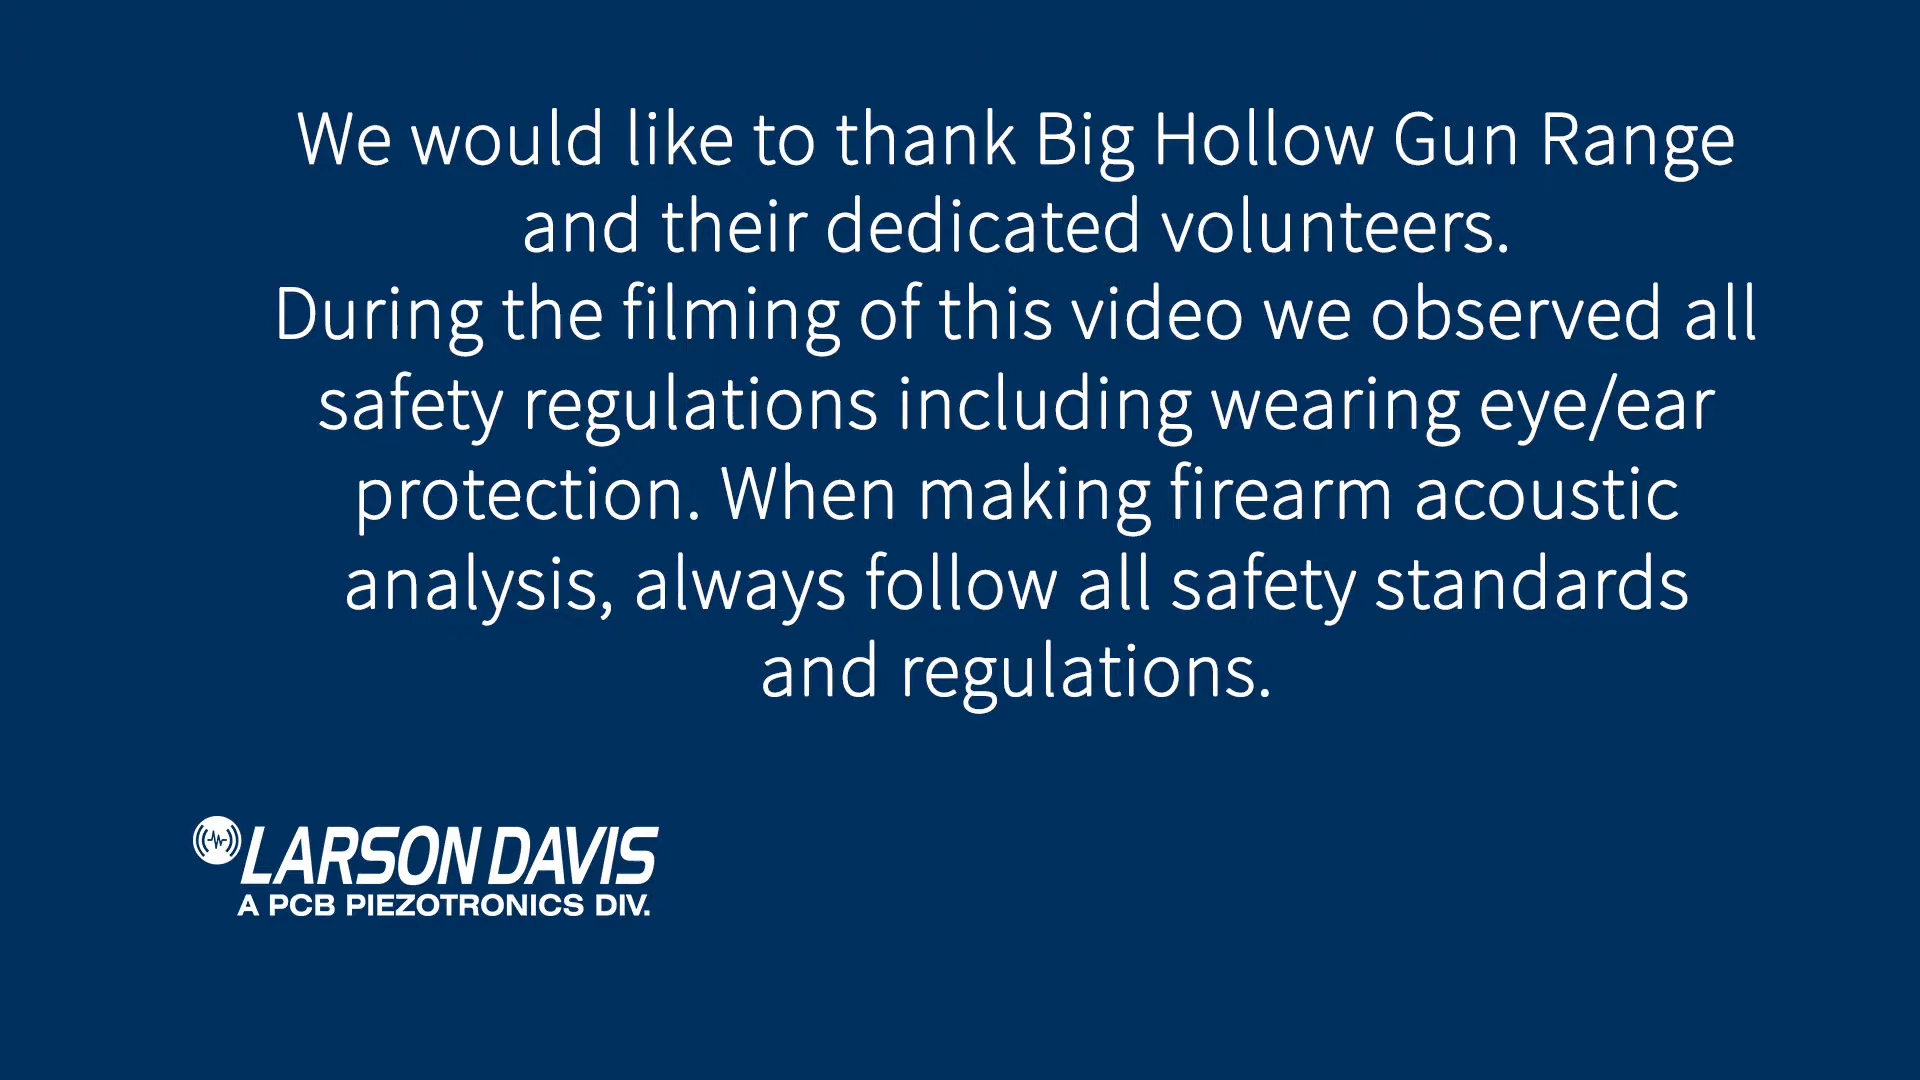 We would like to thank Big Hollow Gun Range
and their dedicated volunteers.
During the filming of this video we observed all
safety regulations including wearing eye/ear
protection. When making firearm acoustic
analysis, always follow all safety standards
and regulations.
LARSON DAVIS
A PCB PIEZOTRONICS DIV.